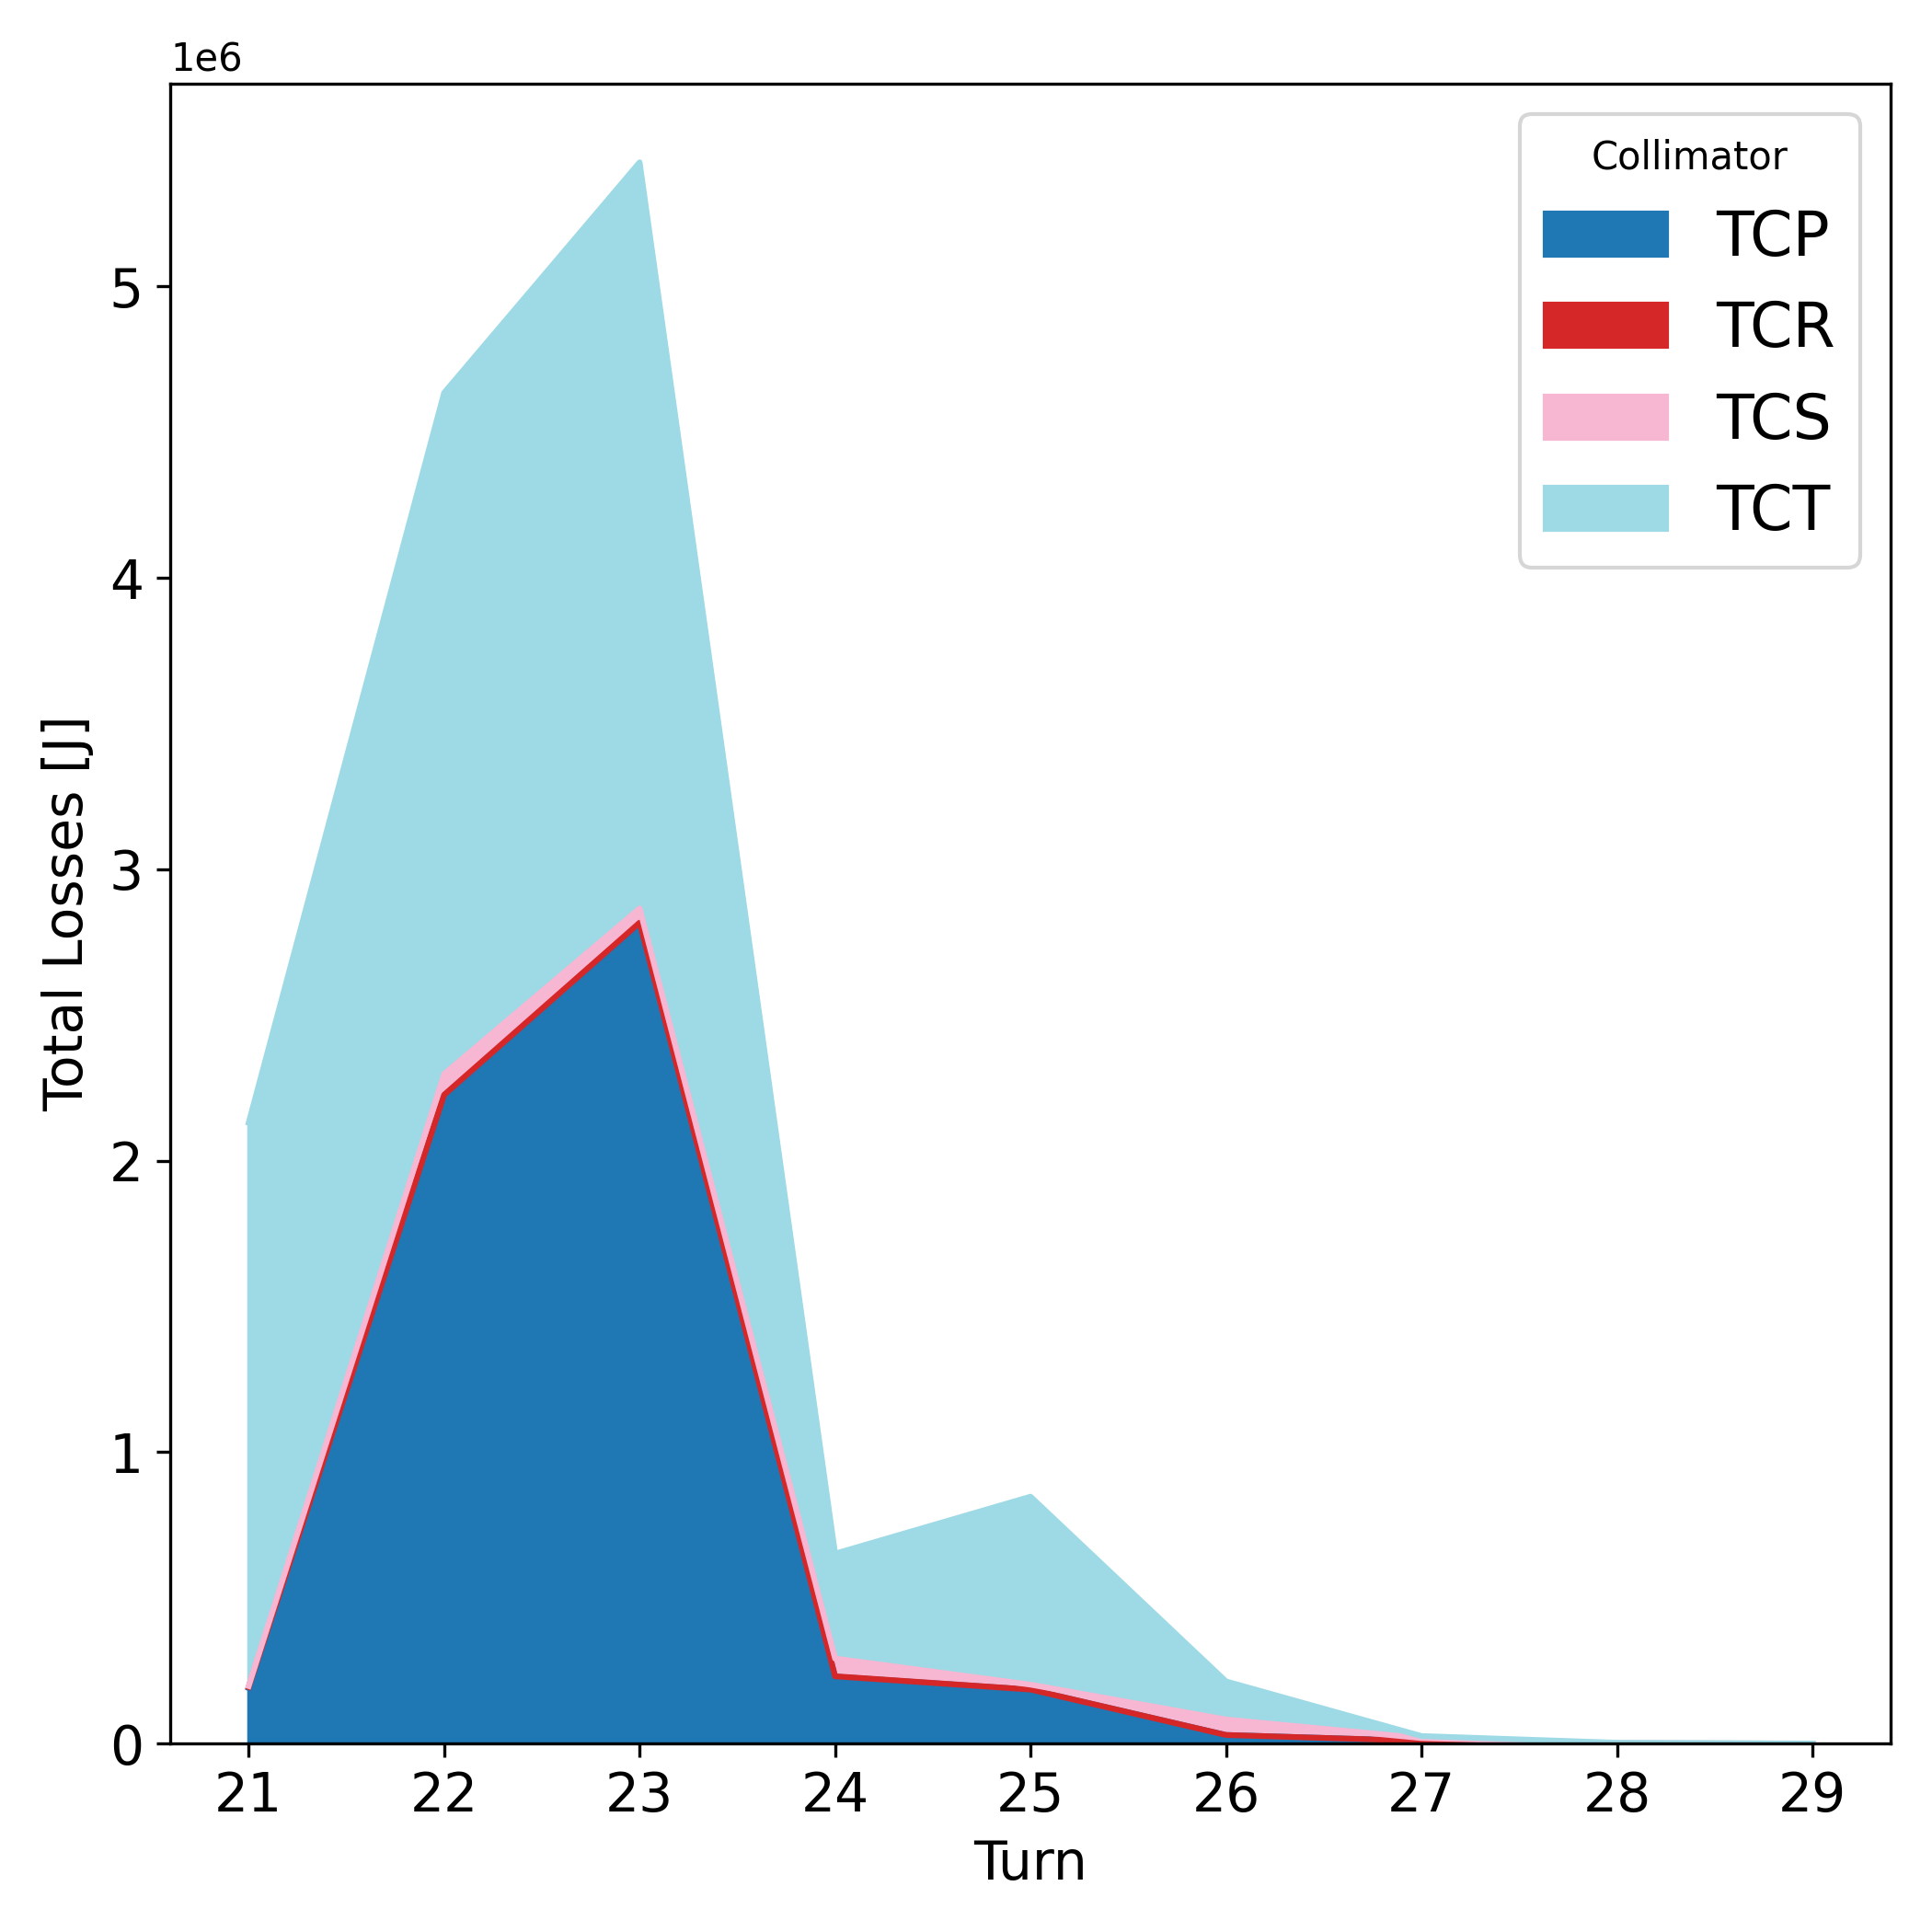 1e6
Collimator
TCP
TCR
TCS
TCT
5
4
3
2
1
0
Total Losses [J]
21 22 23 24 25 26 27 28 29
Turn